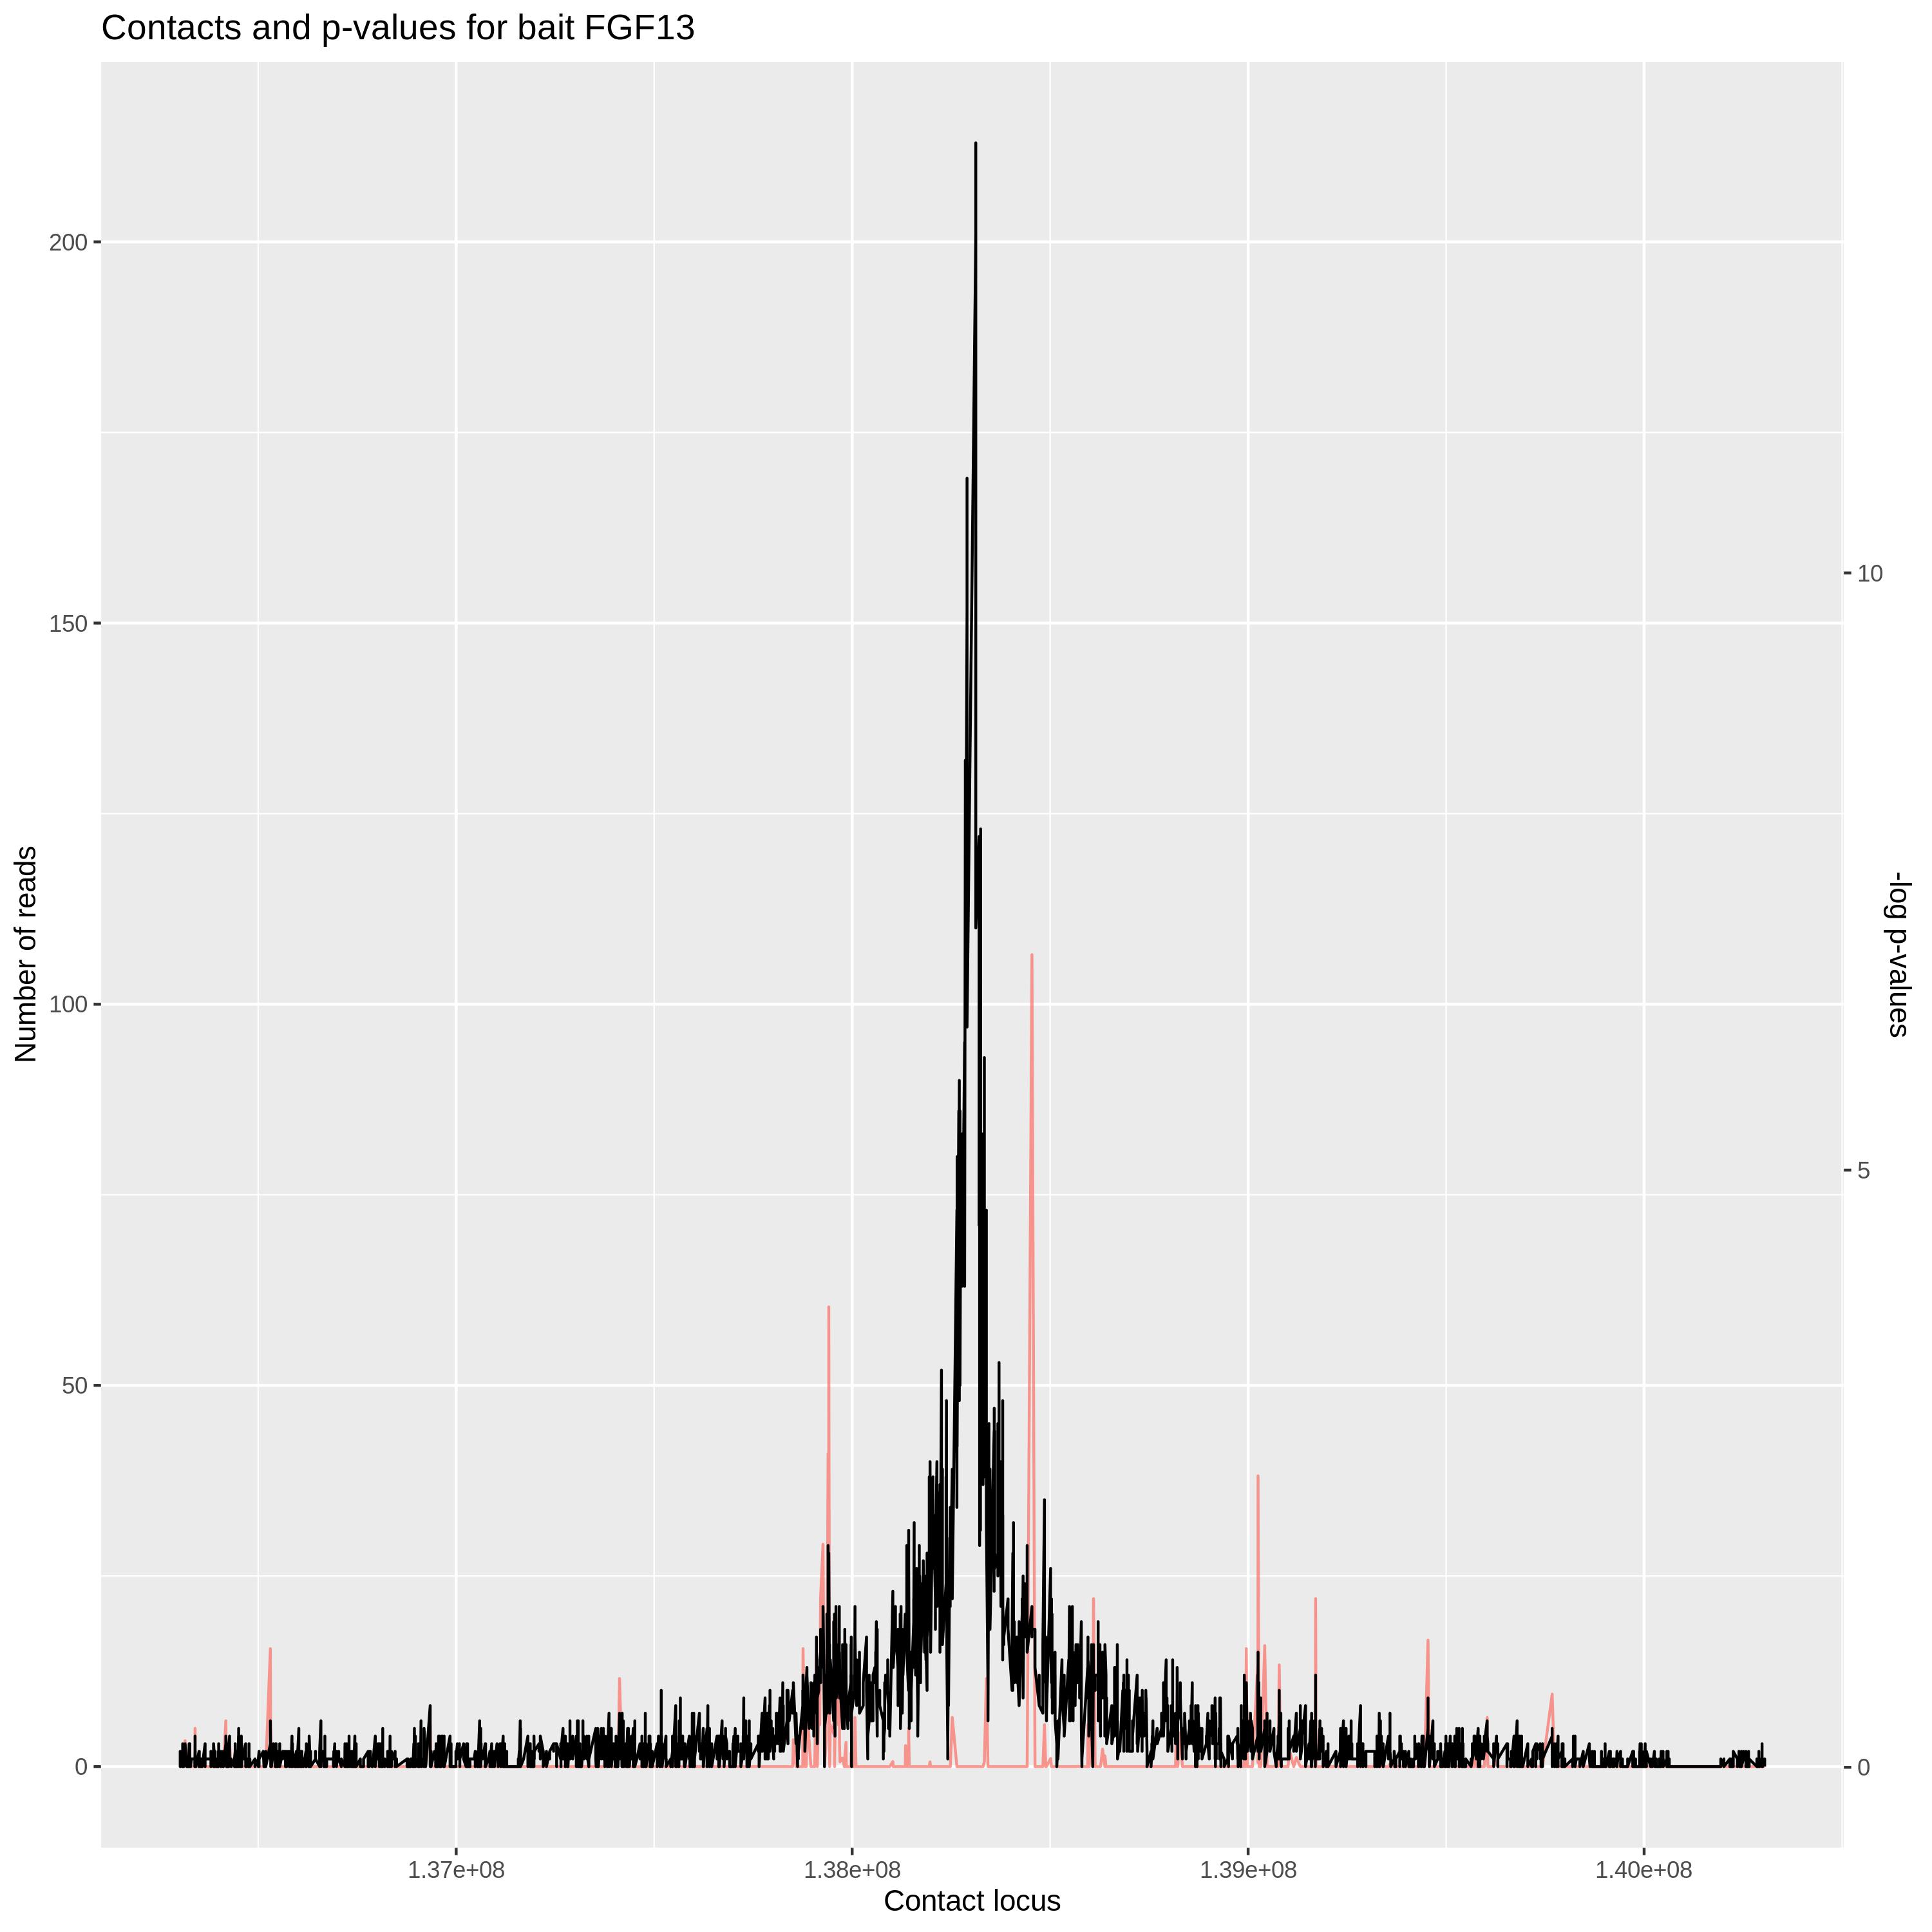 Contacts and p-values for bait FGF13
200
150
100
50
0
Number of reads
10
5
0
-log p-values
1.37e+08
1.38e+08
1.39e+08
1.40e+08
Contact locus